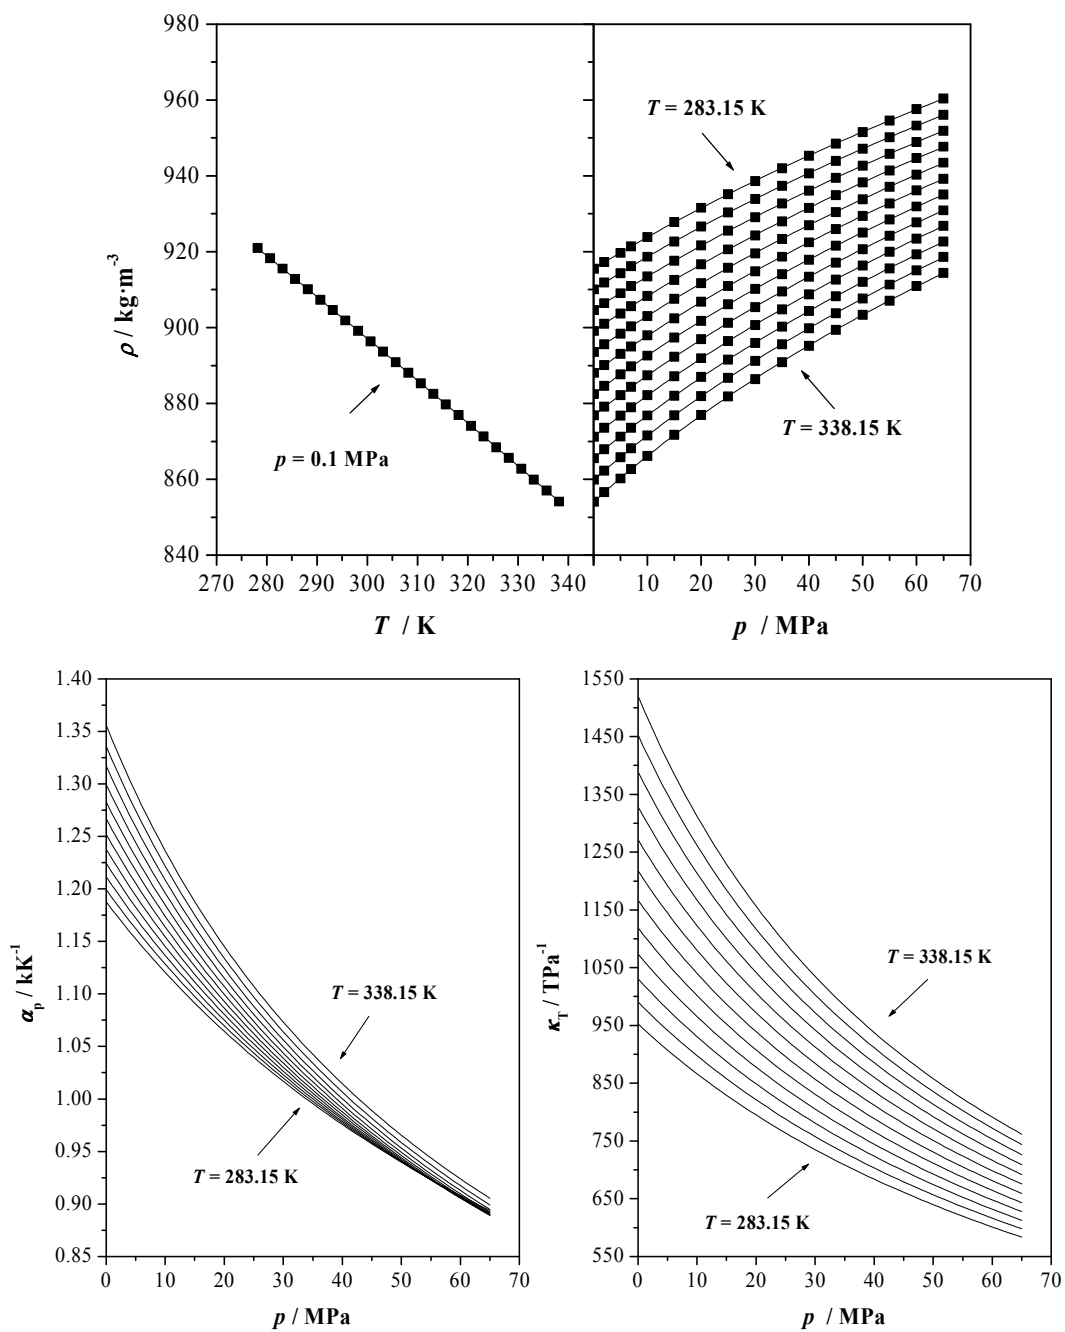 980
960
940
920
900
880
860
840
ρ / kg·m⁻³
T = 283.15 K
T = 338.15 K
p = 0.1 MPa
270 280 290 300 310 320 330 340
10 20 30 40 50 60 70
T / K
p / MPa
1.40
1.35
1.30
1.25
1.20
1.15
1.10
1.05
1.00
0.95
0.90
0.85
αp / kK⁻¹
T = 338.15 K
T = 283.15 K
0 10 20 30 40 50 60 70
p / MPa
1550
1450
1350
1250
1150
1050
950
850
750
650
550
κT / TPa⁻¹
T = 338.15 K
T = 283.15 K
0 10 20 30 40 50 60 70
p / MPa